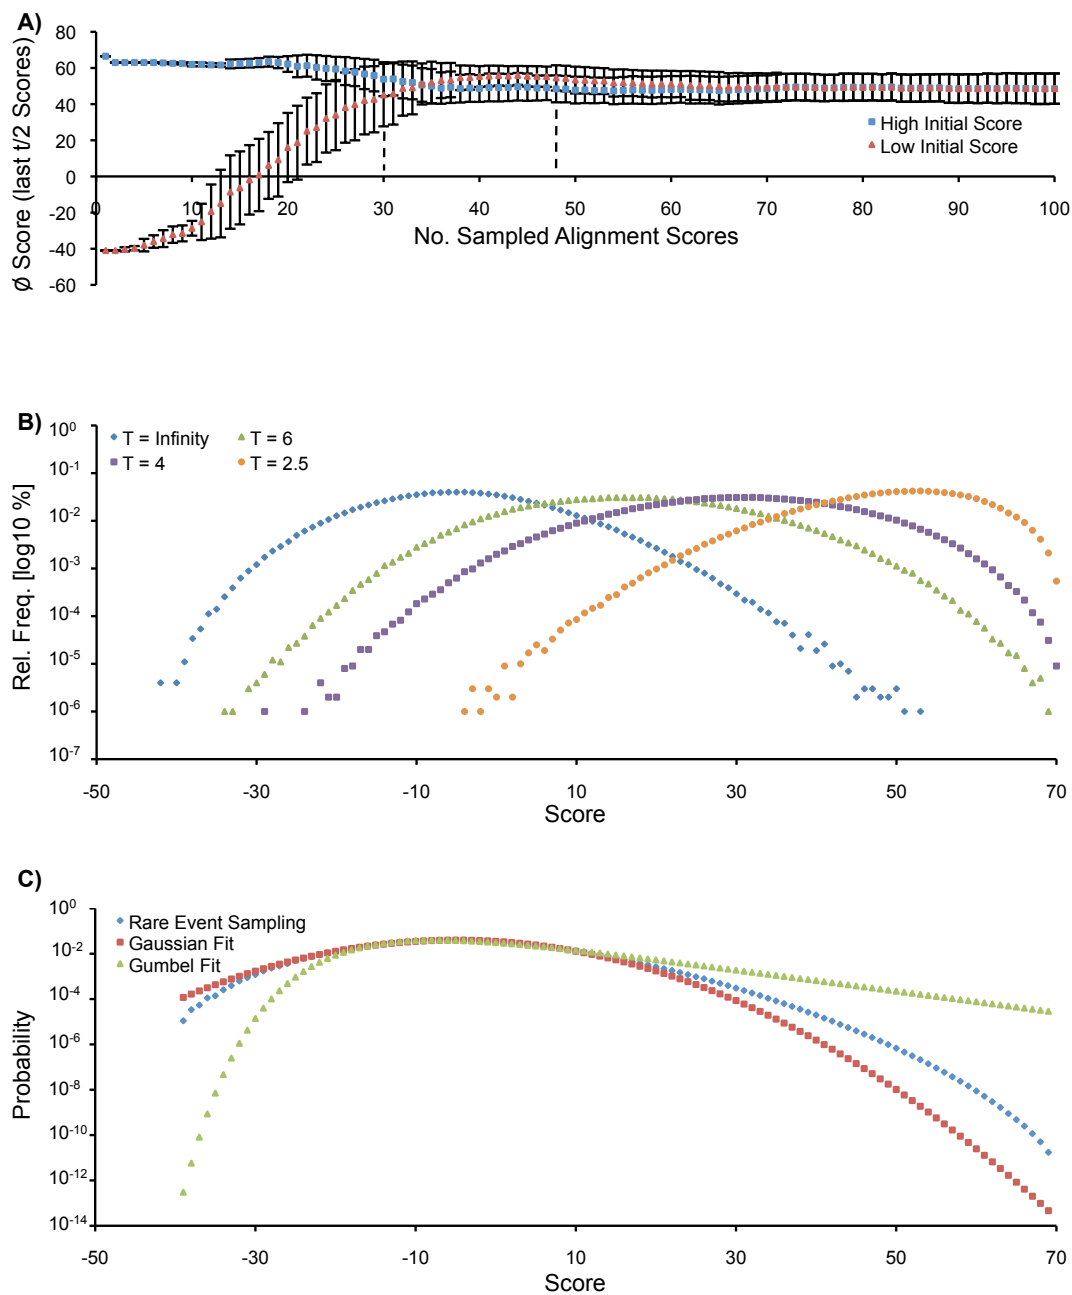 A)
Ø Score (last t/2 Scores)
80
60
40
20
0
-20
-40
-60
0 10 20 30 40 50 60 70 80 90 100
No. Sampled Alignment Scores
High Initial Score
Low Initial Score
B)
Rel. Freq. [log10 %]
10^0
10^-1
10^-2
10^-3
10^-4
10^-5
10^-6
10^-7
T = Infinity
T = 6
T = 4
T = 2.5
-50 -30 -10 10 30 50 70
Score
C)
Probability
10^0
10^-2
10^-4
10^-6
10^-8
10^-10
10^-12
10^-14
Rare Event Sampling
Gaussian Fit
Gumbel Fit
-50 -30 -10 10 30 50 70
Score